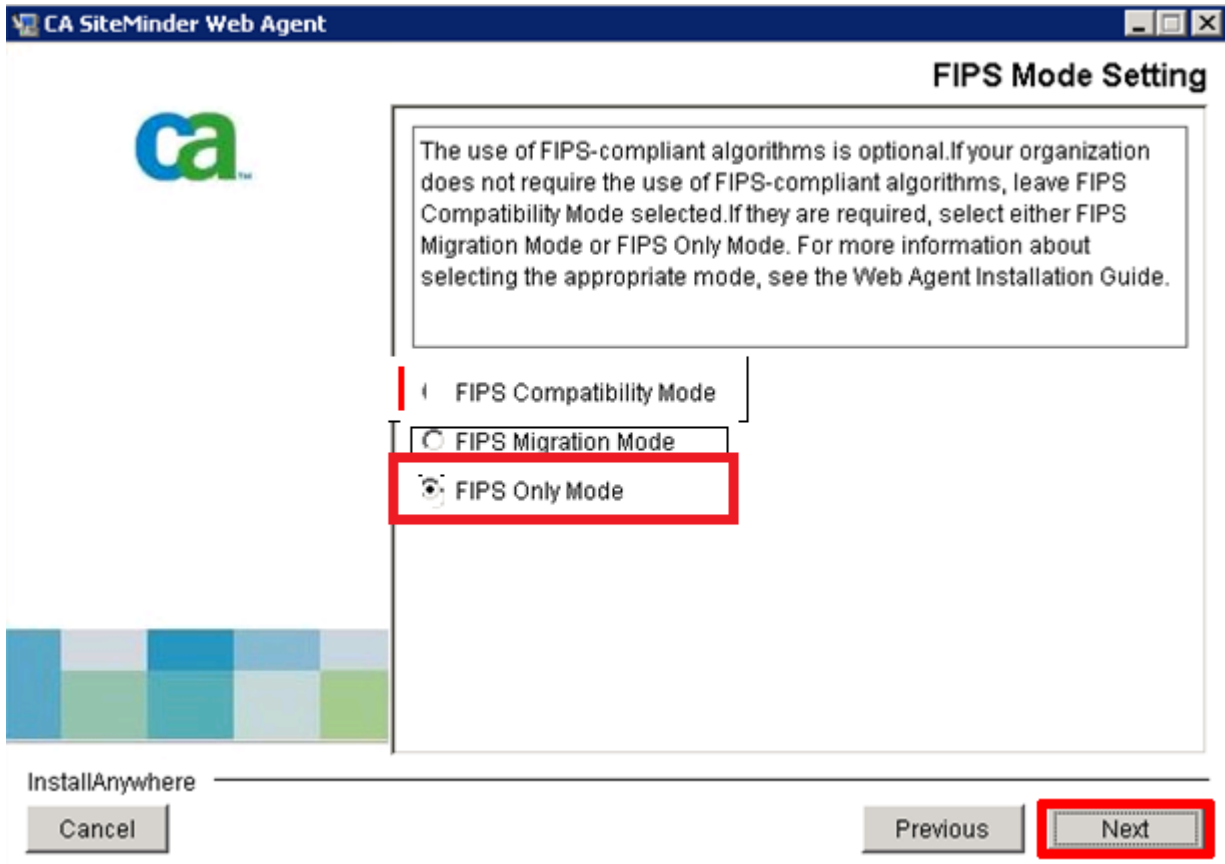 CA SiteMinder Web Agent
FIPS Mode Setting
ca
The use of FIPS-compliant algorithms is optional.If your organization
does not require the use of FIPS-compliant algorithms, leave FIPS
Compatibility Mode selected.If they are required, select either FIPS
Migration Mode or FIPS Only Mode. For more information about
selecting the appropriate mode, see the Web Agent Installation Guide.
FIPS Compatibility Mode
FIPS Migration Mode
FIPS Only Mode
InstallAnywhere
Cancel
Previous
Next